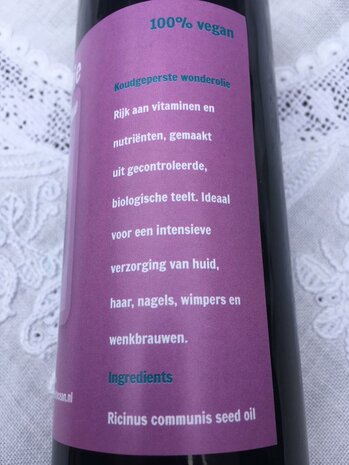 100% vegan
Koudgeperste wonderolie
Rijk aan vitaminen en
nutriënten, gemaakt
uit gecontroleerde,
biologische teelt. Ideaal
voor een intensieve
verzorging van huid,
haar, nagels, wimpers en
wenkbrauwen.
Ingredients
Ricinus communis seed oil